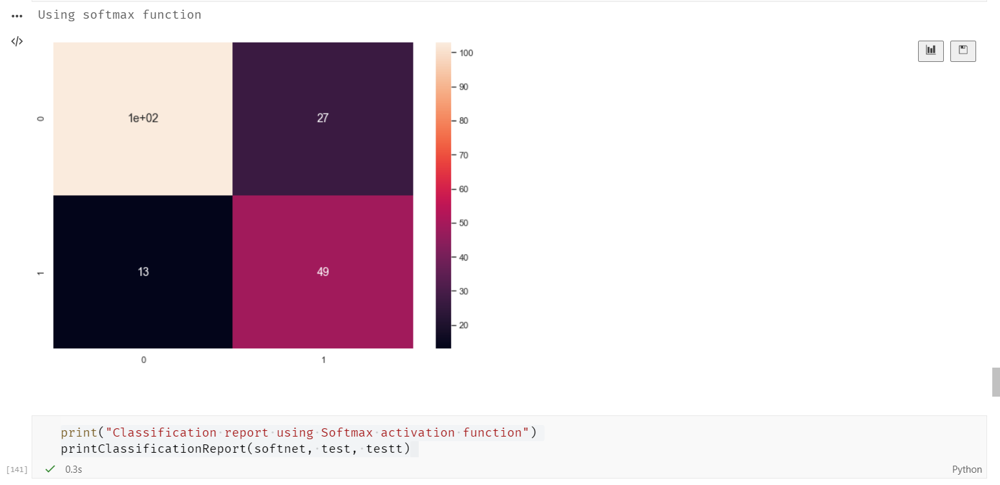 Using softmax function
100
1e+02 27
90
0
80
70
60
50
13 49
40
1
30
20
0 1
print("Classification report using Softmax activation function")
printClassificationReport(softnet, test, testt)
[141] 0.3s Python